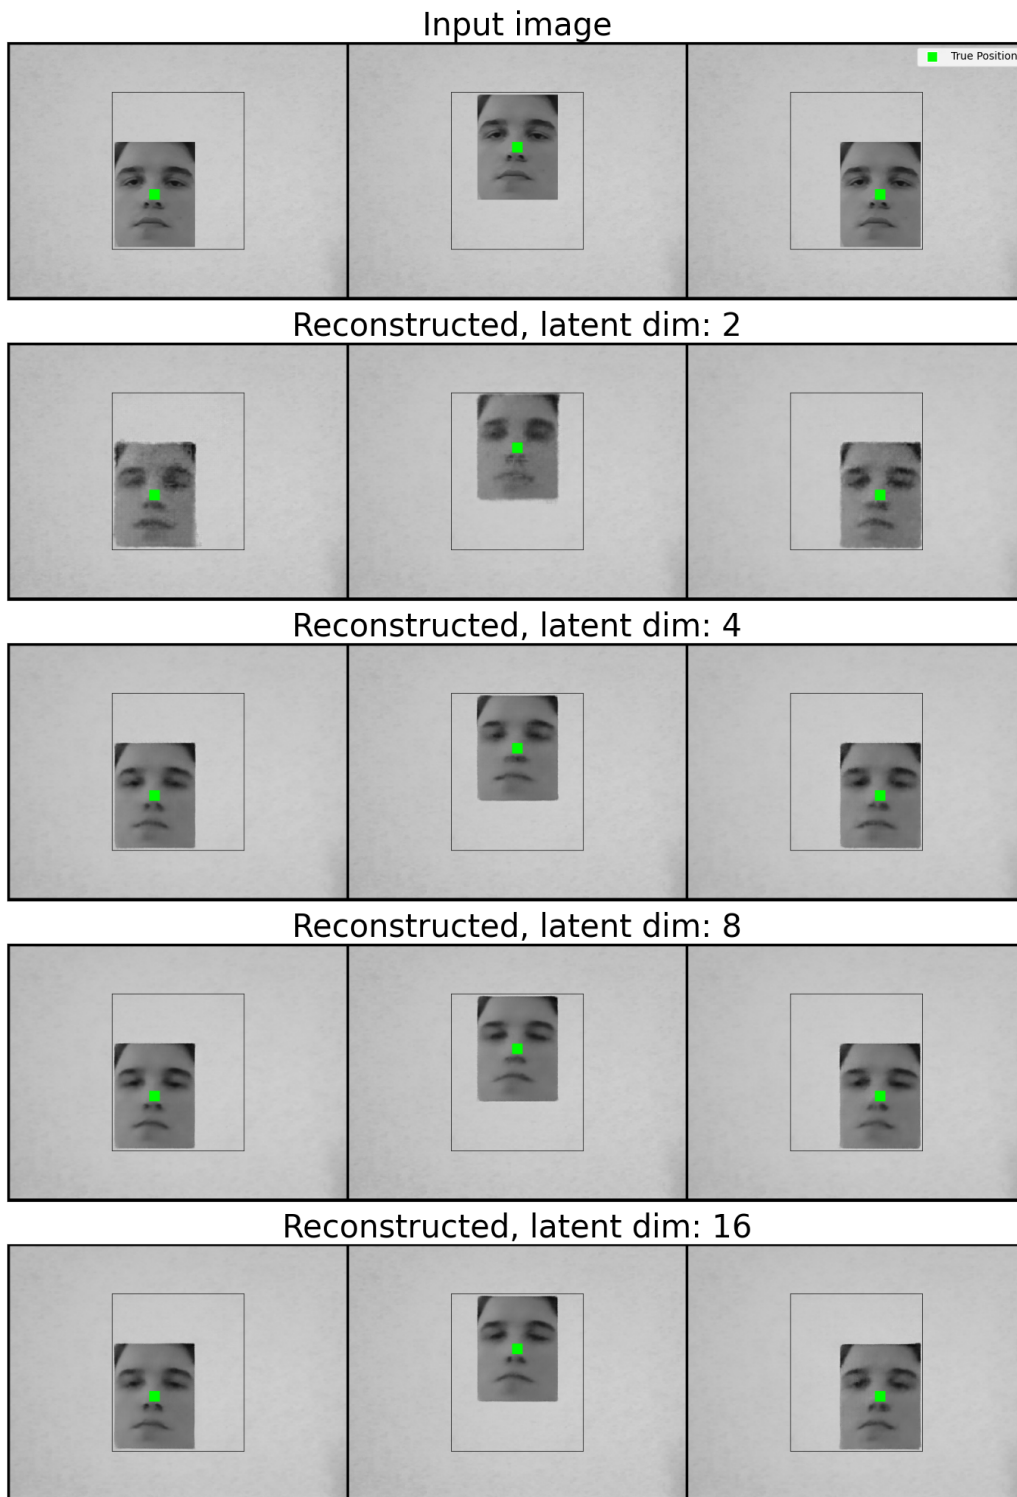 Input image
True Position
Reconstructed, latent dim: 2
Reconstructed, latent dim: 4
Reconstructed, latent dim: 8
Reconstructed, latent dim: 16